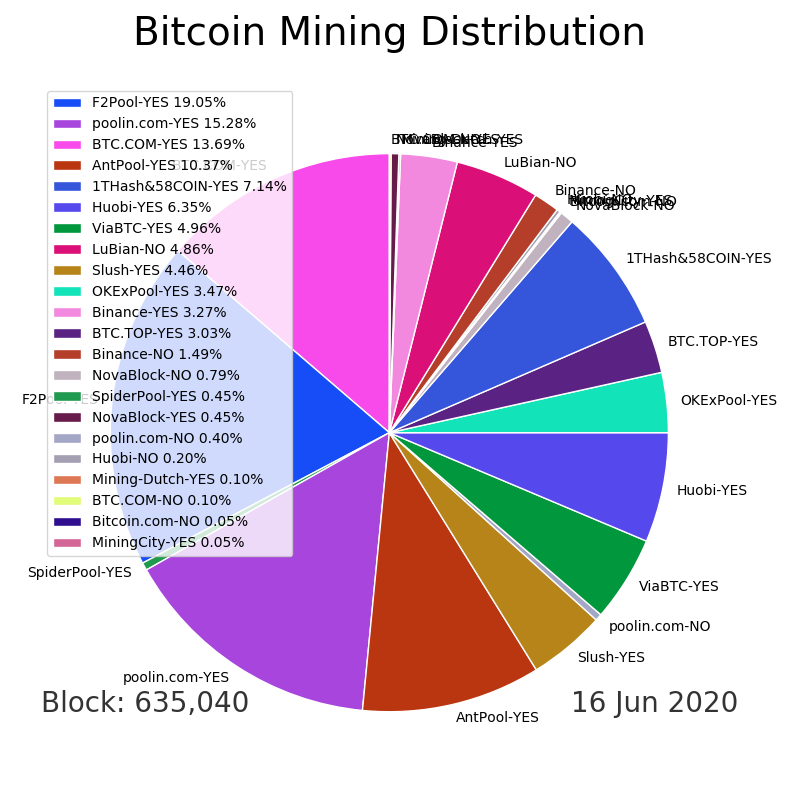 Bitcoin Mining Distribution
F2Pool-YES 19.05%
poolin.com-YES 15.28%
BTC.COM-YES 13.69%
AntPool-YES 10.37%
1THash&58COIN-YES 7.14%
Huobi-YES 6.35%
ViaBTC-YES 4.96%
LuBian-NO 4.86%
Slush-YES 4.46%
OKExPool-YES 3.47%
Binance-YES 3.27%
BTC.TOP-YES 3.03%
Binance-NO 1.49%
NovaBlock-NO 0.79%
SpiderPool-YES 0.45%
NovaBlock-YES 0.45%
poolin.com-NO 0.40%
Huobi-NO 0.20%
Mining-Dutch-YES 0.10%
BTC.COM-NO 0.10%
Bitcoin.com-NO 0.05%
MiningCity-YES 0.05%
Binance-YES
LuBian-NO
Binance-NO
NovaBlock-NO
1THash&58COIN-YES
BTC.TOP-YES
OKExPool-YES
Huobi-YES
ViaBTC-YES
poolin.com-NO
Slush-YES
AntPool-YES
poolin.com-YES
SpiderPool-YES
F2Pool-YES
BTC.COM-YES
Block: 635,040
16 Jun 2020